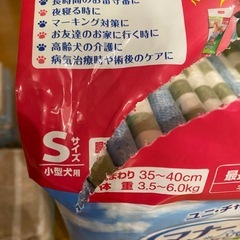 長時間のお留守番に
夜寝る時に
マーキング対策に
お友達のお家に行く時に
高齢犬の介護に
病気治療時や術後のケアに
Sサイズ
小型犬用
わり 35～40cm
体重 3.5～6.0kg
ユニ・チャ